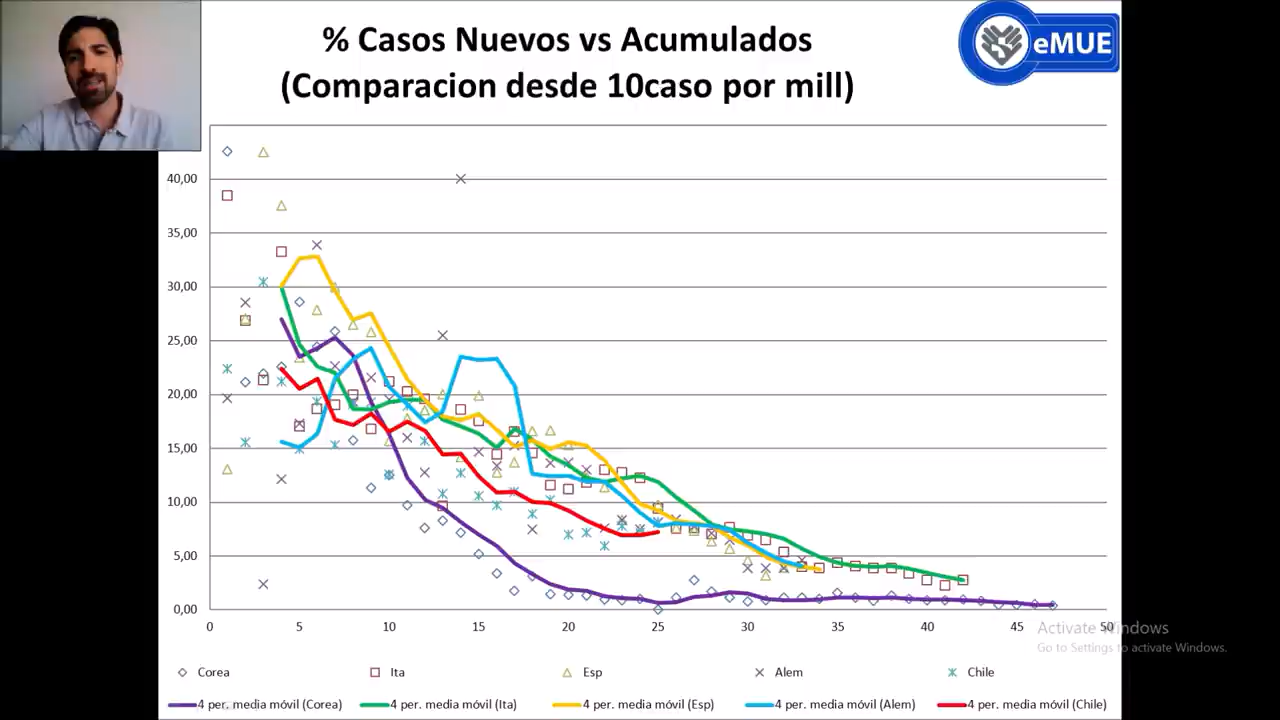 % Casos Nuevos vs Acumulados
(Comparacion desde 10caso por mill)
eMUE
40,00
35,00
30,00
25,00
20,00
15,00
10,00
5,00
0,00
0 5 10 15 20 25 30 35 40 45 50
Activate Windows
Go to Settings to activate Windows.
Corea Ita Esp Alem Chile
4 per. media móvil (Corea) 4 per. media móvil (Ita) 4 per. media móvil (Esp) 4 per. media móvil (Alem) 4 per. media móvil (Chile)